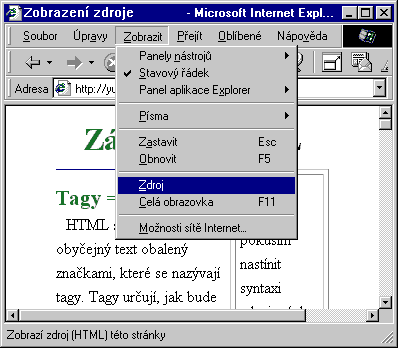 Zobrazení zdroje - Microsoft Internet Expl...
Soubor Úpravy Zobrazit Přejít Oblíbené Nápověda
Panely nástrojů
Stavový řádek
Panel aplikace Explorer
Písma
Zastavit Esc
Obnovit F5
Zdroj
Celá obrazovka F11
Možnosti sítě Internet...
Adresa http://yu
Zá
Tagy =
HTML
obyčejný text obalený
značkami, které se nazývají
tagy. Tagy určují, jak bude
pokusím
nastínit
syntaxi
Zobrazí zdroj (HTML) této stránky